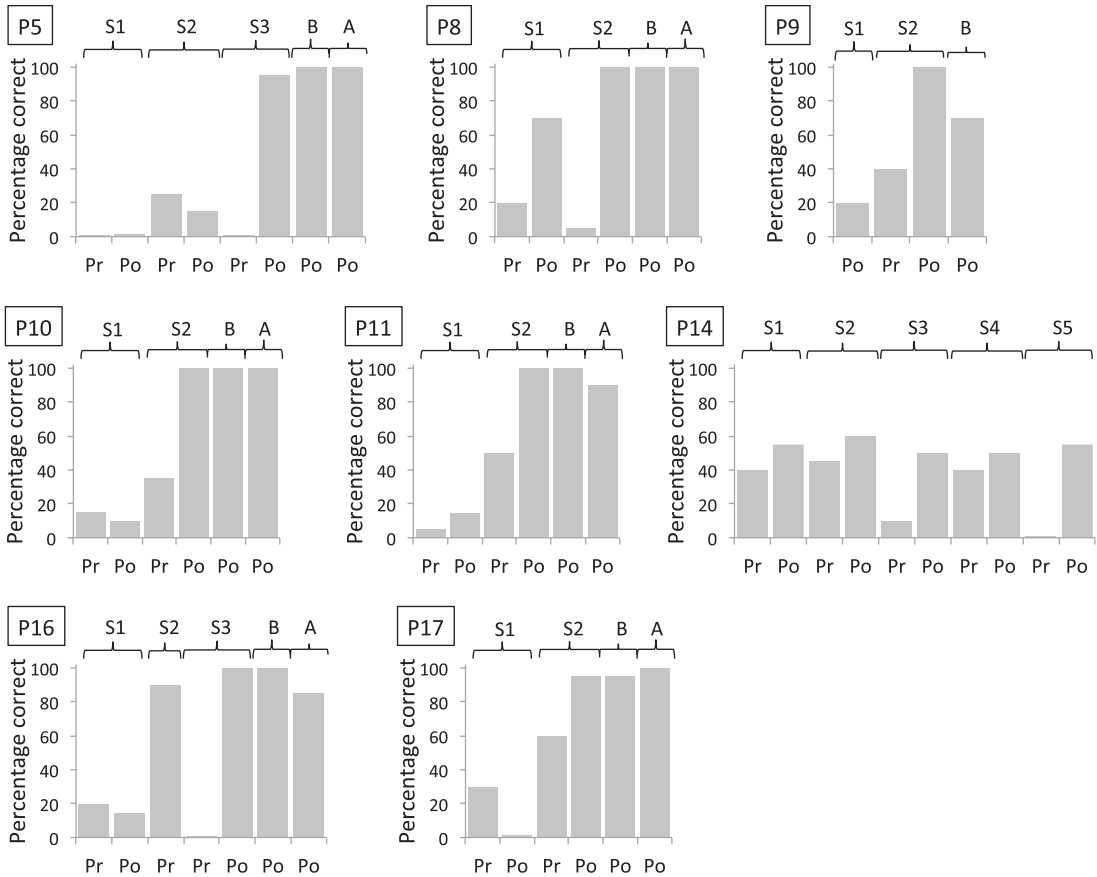 P5 S1 S2 S3 B A
Percentage correct
100
80
60
40
20
0
Pr Po Pr Po Pr Po Po Po
P8 S1 S2 B A
Percentage correct
100
80
60
40
20
0
Pr Po Pr Po Po Po
P9 S1 S2 B
Percentage correct
100
80
60
40
20
0
Po Pr Po Po
P10 S1 S2 B A
Percentage correct
100
80
60
40
20
0
Pr Po Pr Po Po Po
P11 S1 S2 B A
Percentage correct
100
80
60
40
20
0
Pr Po Pr Po Po Po
P14 S1 S2 S3 S4 S5
Percentage correct
100
80
60
40
20
0
Pr Po Pr Po Pr Po Pr Po Pr Po
P16 S1 S2 S3 B A
Percentage correct
100
80
60
40
20
0
Pr Po Pr Pr Po Po Po
P17 S1 S2 B A
Percentage correct
100
80
60
40
20
0
Pr Po Pr Po Po Po